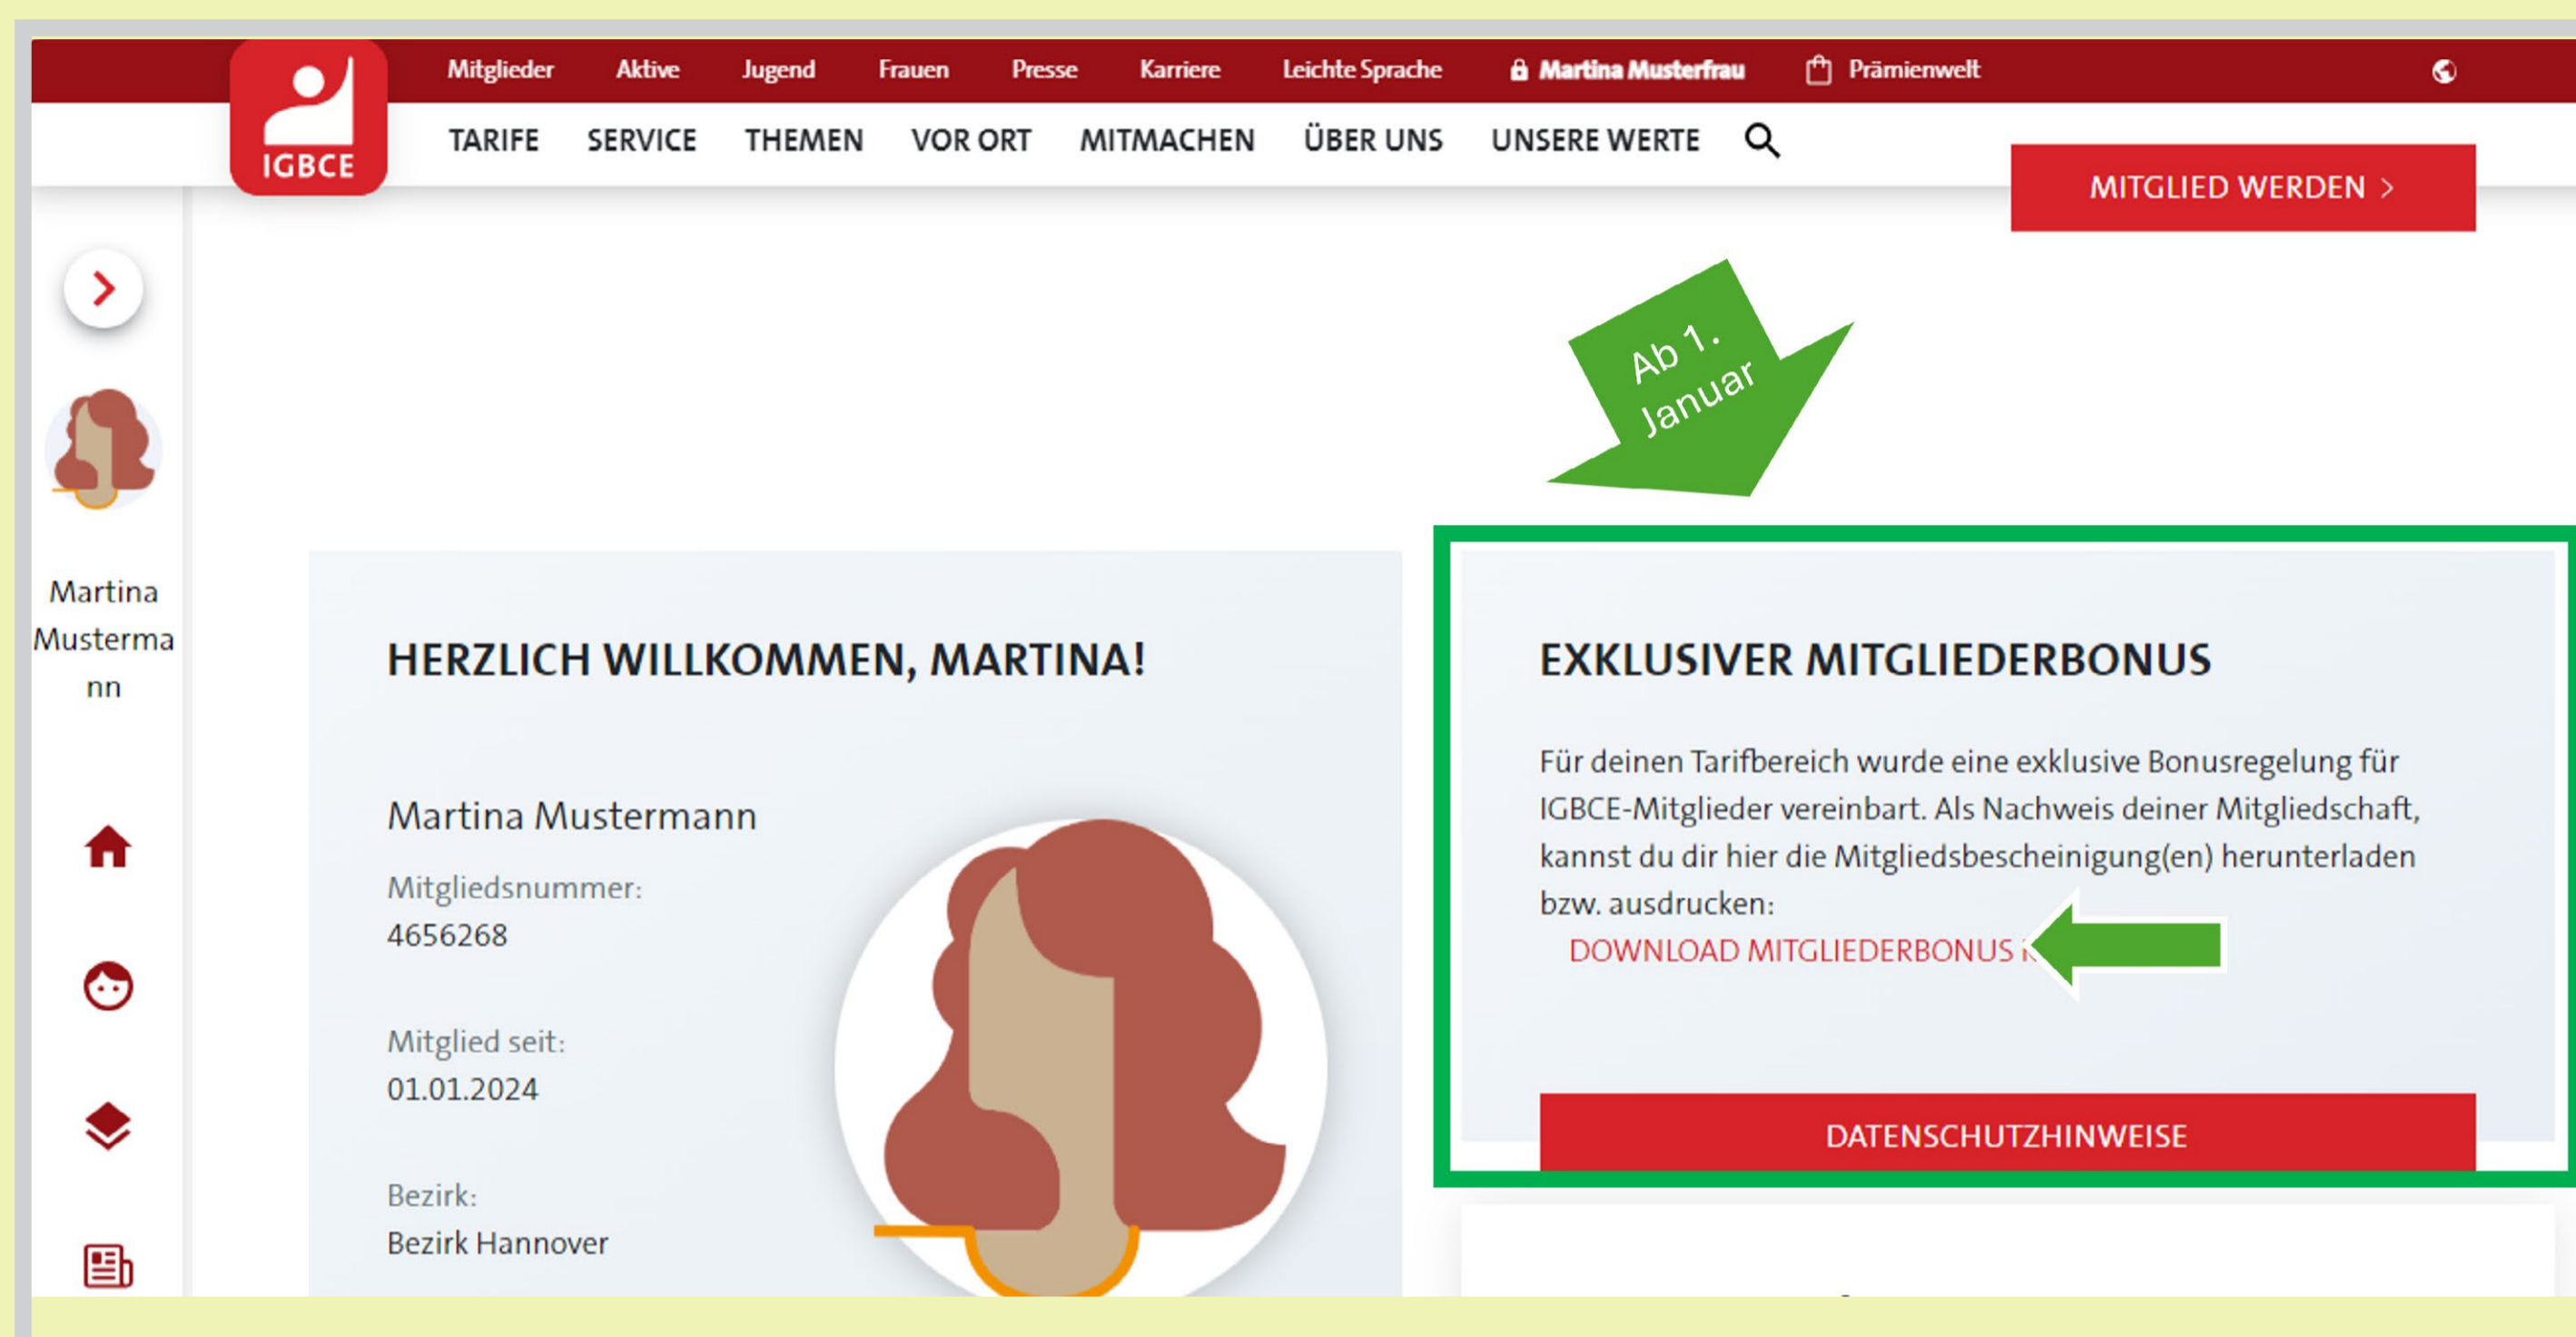 Mitglieder Aktive Jugend Frauen Presse Karriere Leichte Sprache Martina Musterfrau Prämienwelt
IGBCE
TARIFE SERVICE THEMEN VOR ORT MITMACHEN ÜBER UNS UNSERE WERTE
MITGLIED WERDEN >
Ab 1.
Januar
Martina
Musterma
nn
HERZLICH WILLKOMMEN, MARTINA!
Martina Mustermann
Mitgliedsnummer:
4656268
Mitglied seit:
01.01.2024
Bezirk:
Bezirk Hannover
EXKLUSIVER MITGLIEDERBONUS
Für deinen Tarifbereich wurde eine exklusive Bonusregelung für
IGBCE-Mitglieder vereinbart. Als Nachweis deiner Mitgliedschaft,
kannst du dir hier die Mitgliedsbescheinigung(en) herunterladen
bzw. ausdrucken:
DOWNLOAD MITGLIEDERBONUS
DATENSCHUTZHINWEISE